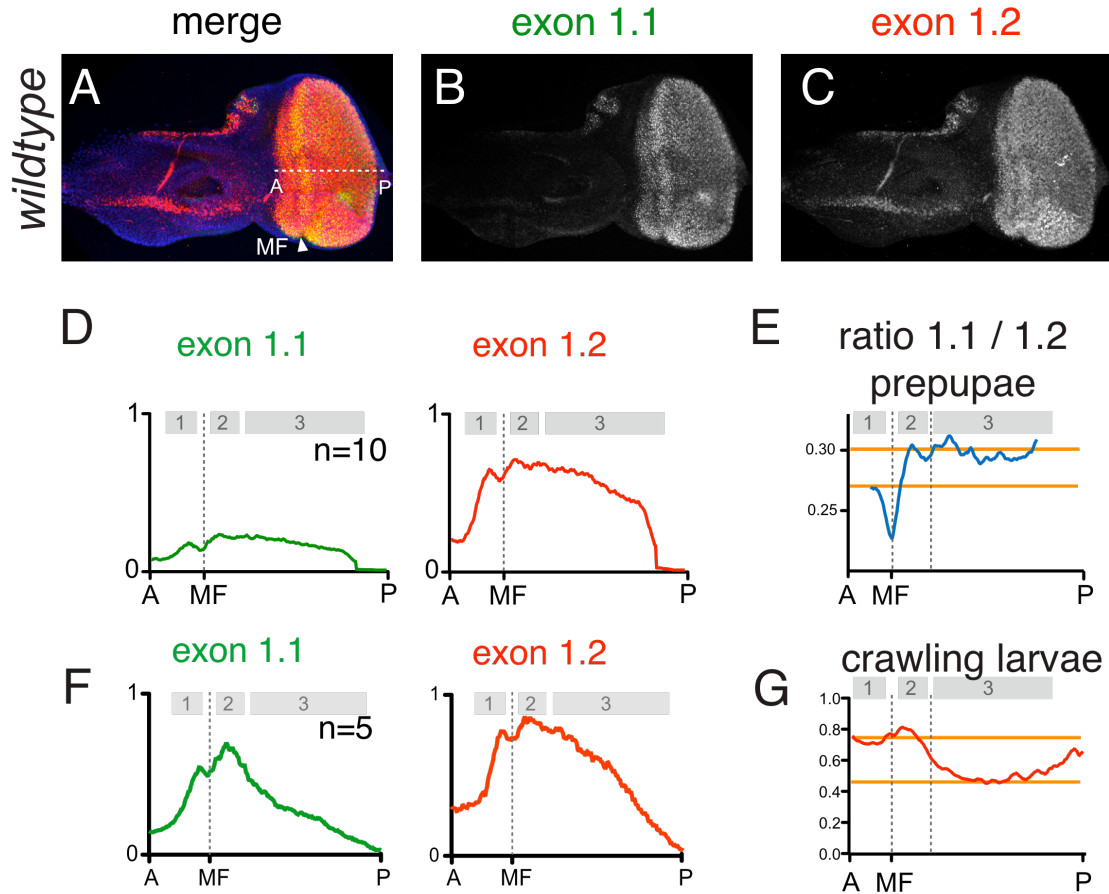 merge
exon 1.1
exon 1.2
wildtype
A
B
C
A
P
MF
D
exon 1.1
exon 1.2
E
ratio 1.1 / 1.2
prepupae
1
1 2 3
n=10
0
A MF P
1
1 2 3
0
A MF P
1 2 3
0.30
0.25
A MF P
F
exon 1.1
exon 1.2
G
crawling larvae
1
1 2 3
n=5
0
A MF P
1
1 2 3
0
A MF P
1 2 3
1.0
0.8
0.6
0.4
0.2
0.0
A MF P